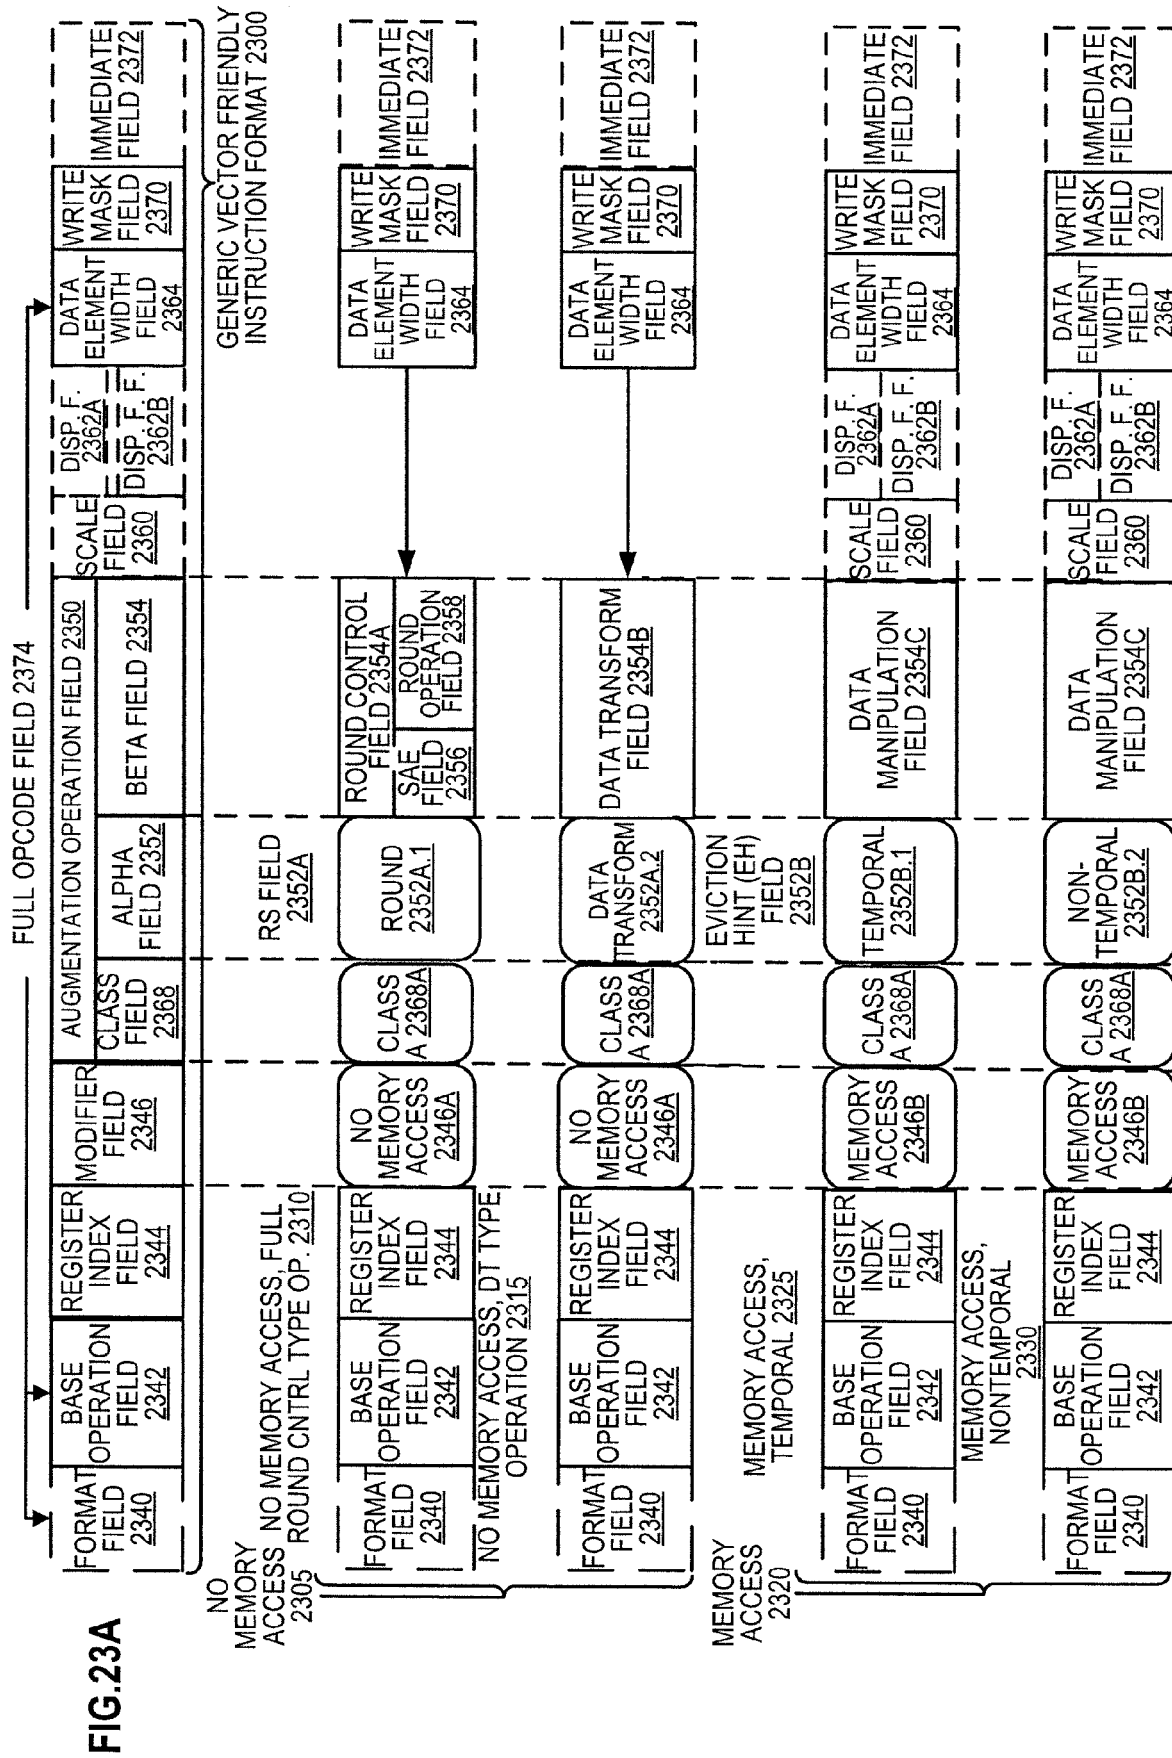 FIG.23A
FULL OPCODE FIELD 2374
FORMAT
FIELD
2340
BASE
OPERATION
FIELD
2342
REGISTER
INDEX
FIELD
2344
MODIFIER
FIELD
2346
AUGMENTATION OPERATION FIELD 2350
CLASS
FIELD
2368
ALPHA
FIELD 2352
BETA FIELD 2354
SCALE
FIELD
2360
DISP. F.
2362A
DISP. F. F.
2362B
DATA
ELEMENT
WIDTH
FIELD
2364
WRITE
MASK
FIELD
2370
IMMEDIATE
FIELD 2372
GENERIC VECTOR FRIENDLY
INSTRUCTION FORMAT 2300
NO
MEMORY
ACCESS
2305
NO MEMORY ACCESS, FULL
ROUND CNTRL TYPE OP. 2310
RS FIELD
2352A
FORMAT
FIELD
2340
BASE
OPERATION
FIELD
2342
REGISTER
INDEX
FIELD
2344
NO
MEMORY
ACCESS
2346A
CLASS
A 2368A
ROUND
2352A.1
ROUND CONTROL
FIELD 2354A
SAE
FIELD
2356
ROUND
OPERATION
FIELD 2358
DATA
ELEMENT
WIDTH
FIELD
2364
WRITE
MASK
FIELD
2370
IMMEDIATE
FIELD 2372
NO MEMORY ACCESS, DT TYPE
OPERATION 2315
FORMAT
FIELD
2340
BASE
OPERATION
FIELD
2342
REGISTER
INDEX
FIELD
2344
NO
MEMORY
ACCESS
2346A
CLASS
A 2368A
DATA
TRANSFORM
2352A.2
DATA TRANSFORM
FIELD 2354B
DATA
ELEMENT
WIDTH
FIELD
2364
WRITE
MASK
FIELD
2370
IMMEDIATE
FIELD 2372
MEMORY
ACCESS
2320
MEMORY ACCESS,
TEMPORAL 2325
EVICTION
HINT (EH)
FIELD
2352B
FORMAT
FIELD
2340
BASE
OPERATION
FIELD
2342
REGISTER
INDEX
FIELD
2344
MEMORY
ACCESS
2346B
CLASS
A 2368A
TEMPORAL
2352B.1
DATA
MANIPULATION
FIELD 2354C
SCALE
FIELD
2360
DISP. F.
2362A
DISP. F. F.
2362B
DATA
ELEMENT
WIDTH
FIELD
2364
WRITE
MASK
FIELD
2370
IMMEDIATE
FIELD 2372
MEMORY ACCESS,
NONTEMPORAL
2330
FORMAT
FIELD
2340
BASE
OPERATION
FIELD
2342
REGISTER
INDEX
FIELD
2344
MEMORY
ACCESS
2346B
CLASS
A 2368A
NON-
TEMPORAL
2352B.2
DATA
MANIPULATION
FIELD 2354C
SCALE
FIELD
2360
DISP. F.
2362A
DISP. F. F.
2362B
DATA
ELEMENT
WIDTH
FIELD
2364
WRITE
MASK
FIELD
2370
IMMEDIATE
FIELD 2372